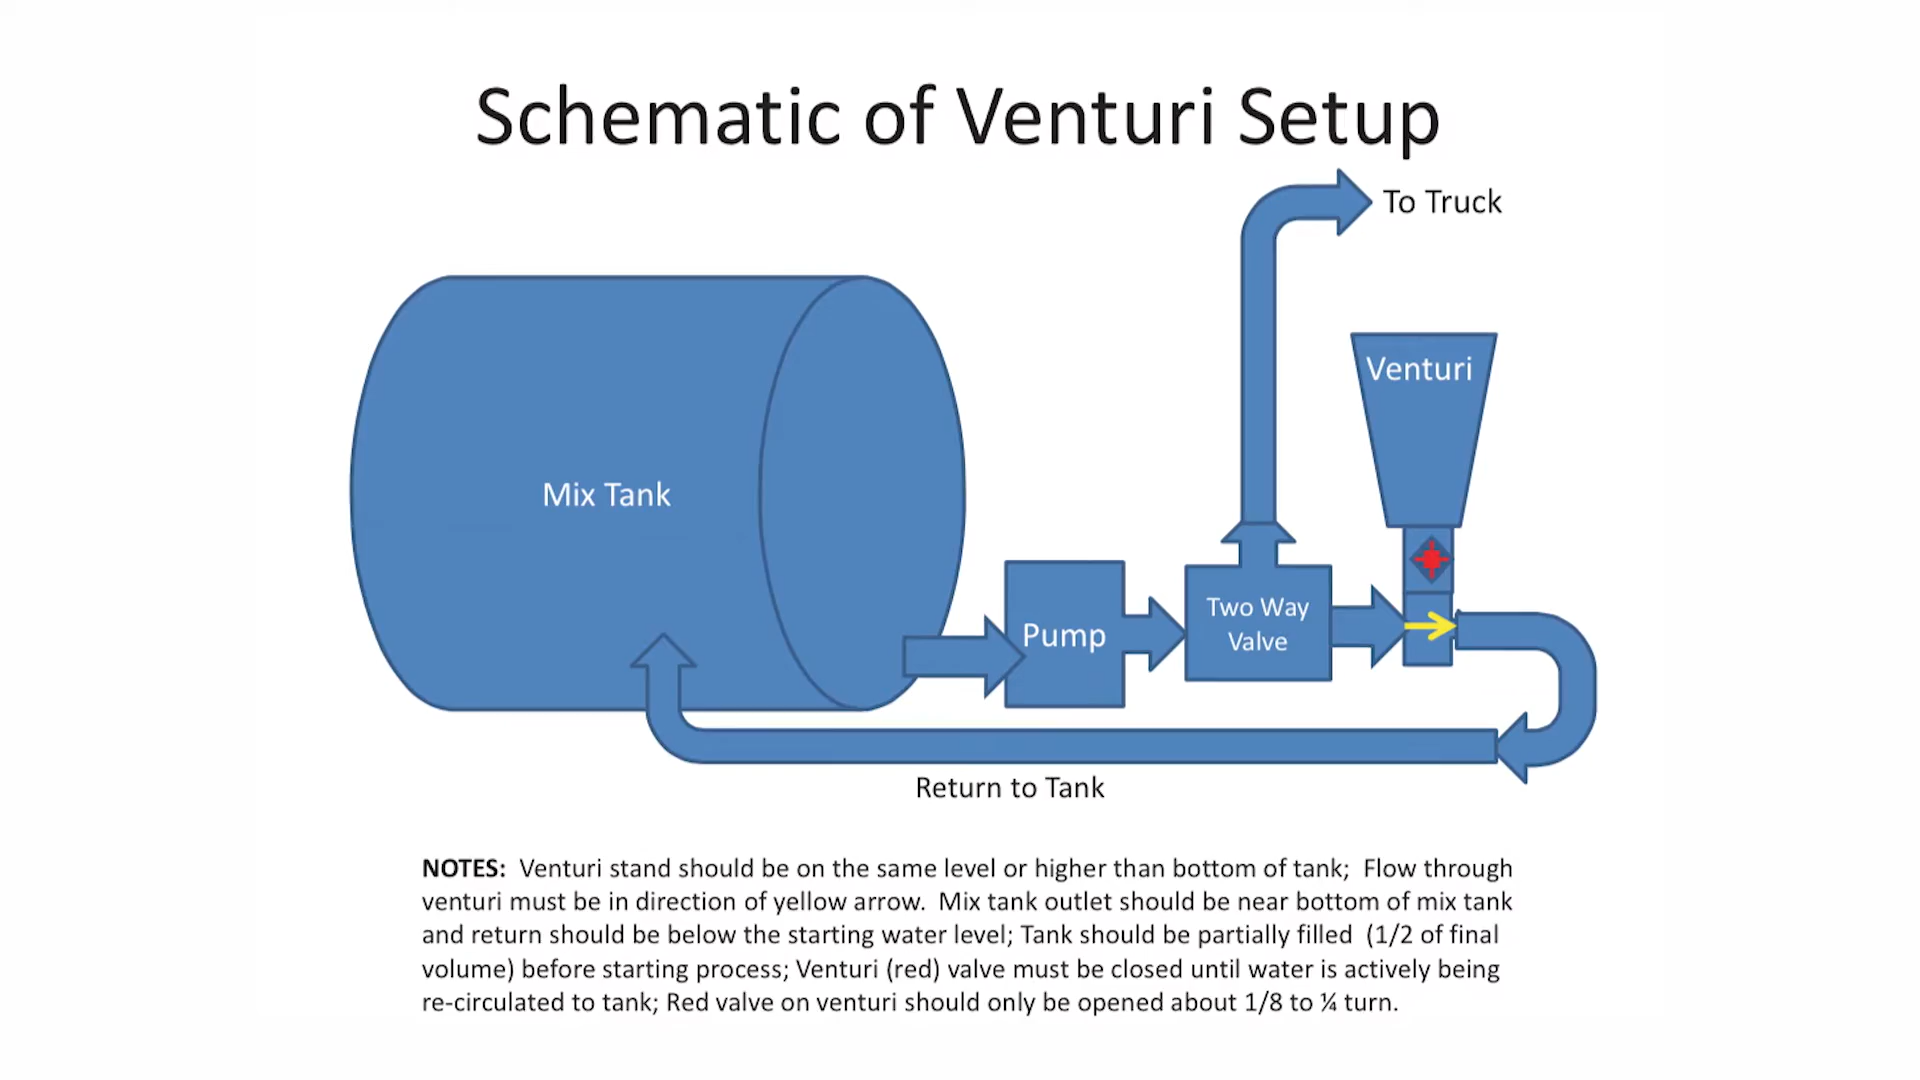 Schematic of Venturi Setup
To Truck
Venturi
Mix Tank
Two Way
Valve
Pump
Return to Tank
NOTES:  Venturi stand should be on the same level or higher than bottom of tank;  Flow through
venturi must be in direction of yellow arrow.  Mix tank outlet should be near bottom of mix tank
and return should be below the starting water level; Tank should be partially filled  (1/2 of final
volume) before starting process; Venturi (red) valve must be closed until water is actively being
re-circulated to tank; Red valve on venturi should only be opened about 1/8 to ¼ turn.